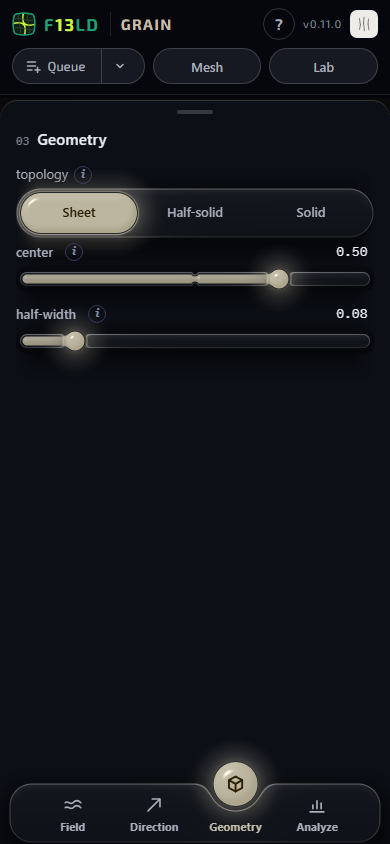 F13LD GRAIN ? v0.11.0
Queue Mesh Lab
03 Geometry
topology i
Sheet Half-solid Solid
center i 0.50
half-width i 0.08
Field Direction Geometry Analyze